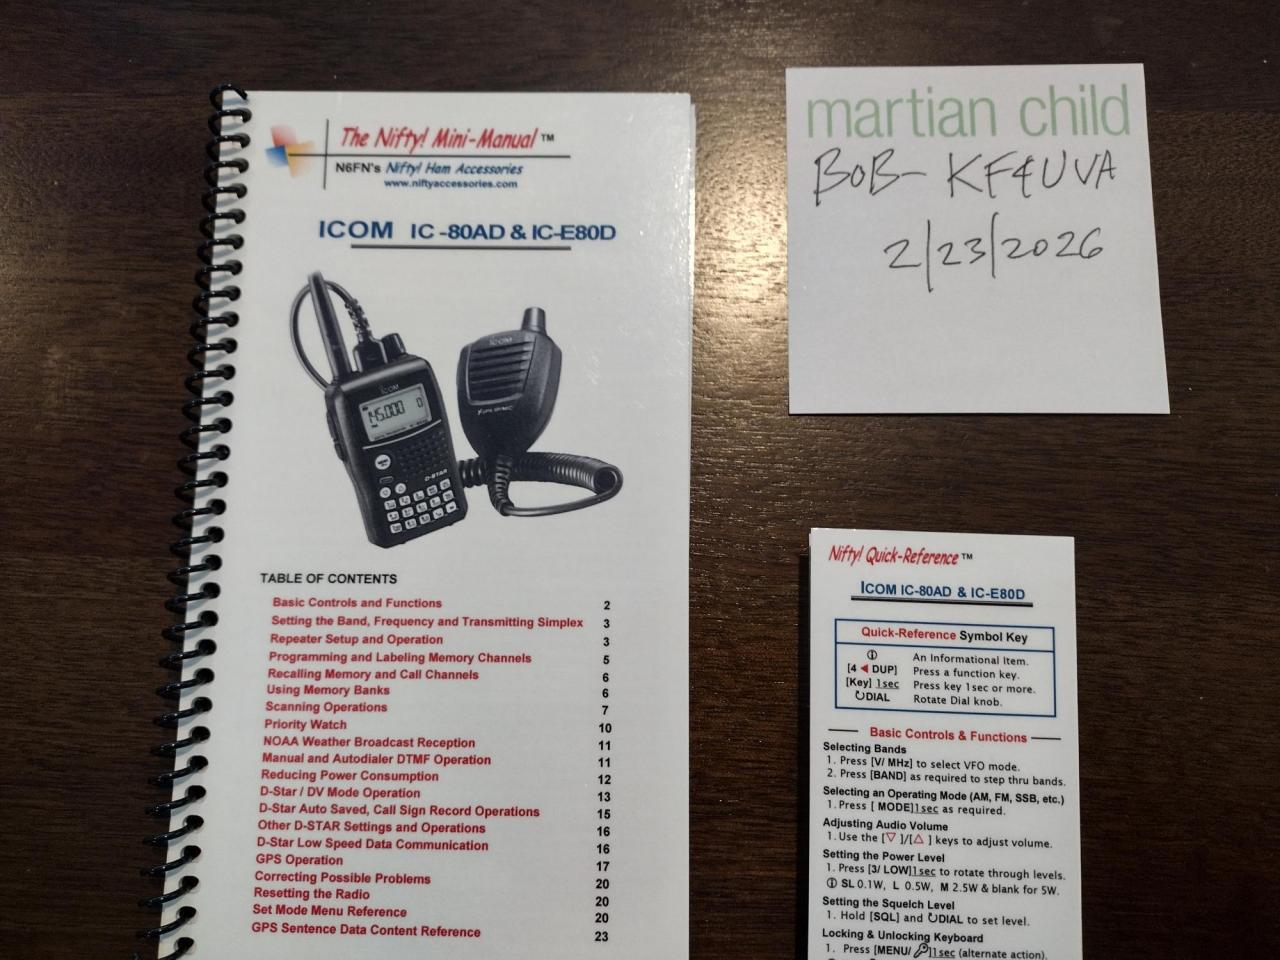 The Nifty! Mini-Manual™
N6FN's Nifty! Ham Accessories
www.niftyaccessories.com
ICOM IC-80AD & IC-E80D
ICOM
ICOM
145.000
D-STAR
TABLE OF CONTENTS
Basic Controls and Functions 2
Setting the Band, Frequency and Transmitting Simplex 3
Repeater Setup and Operation 3
Programming and Labeling Memory Channels 5
Recalling Memory and Call Channels 6
Using Memory Banks 6
Scanning Operations 7
Priority Watch 10
NOAA Weather Broadcast Reception 11
Manual and Autodialer DTMF Operation 11
Reducing Power Consumption 12
D-Star / DV Mode Operation 13
D-Star Auto Saved, Call Sign Record Operations 15
Other D-STAR Settings and Operations 16
D-Star Low Speed Data Communication 16
GPS Operation 17
Correcting Possible Problems 20
Resetting the Radio 20
Set Mode Menu Reference 20
GPS Sentence Data Content Reference 23
martian child
BOB- KF4UVA
2/23/2026
Nifty! Quick-Reference™
ICOM IC-80AD & IC-E80D
Quick-Reference Symbol Key
ⓘ An Informational Item.
[4 ◀ DUP] Press a function key.
[Key] 1sec Press key 1sec or more.
↻DIAL Rotate Dial knob.
Basic Controls & Functions
Selecting Bands
1. Press [V/ MHz] to select VFO mode.
2. Press [BAND] as required to step thru bands.
Selecting an Operating Mode (AM, FM, SSB, etc.)
1. Press [ MODE]1sec as required.
Adjusting Audio Volume
1. Use the [▽ ]/[△ ] keys to adjust volume.
Setting the Power Level
1. Press [3/ LOW]1sec to rotate through levels.
ⓘ SL 0.1W, L 0.5W, M 2.5W & blank for 5W.
Setting the Squelch Level
1. Hold [SQL] and ↻DIAL to set level.
Locking & Unlocking Keyboard
1. Press [MENU/ 🔑]1sec (alternate action).